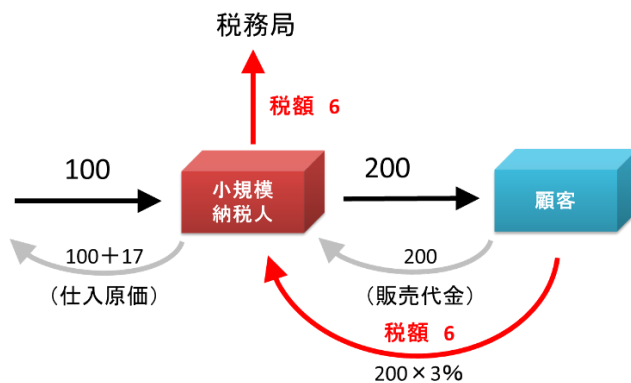 税務局
税額 6
100
小規模
納税人
200
顧客
100+17
(仕入原価)
200
(販売代金)
税額 6
200×3%